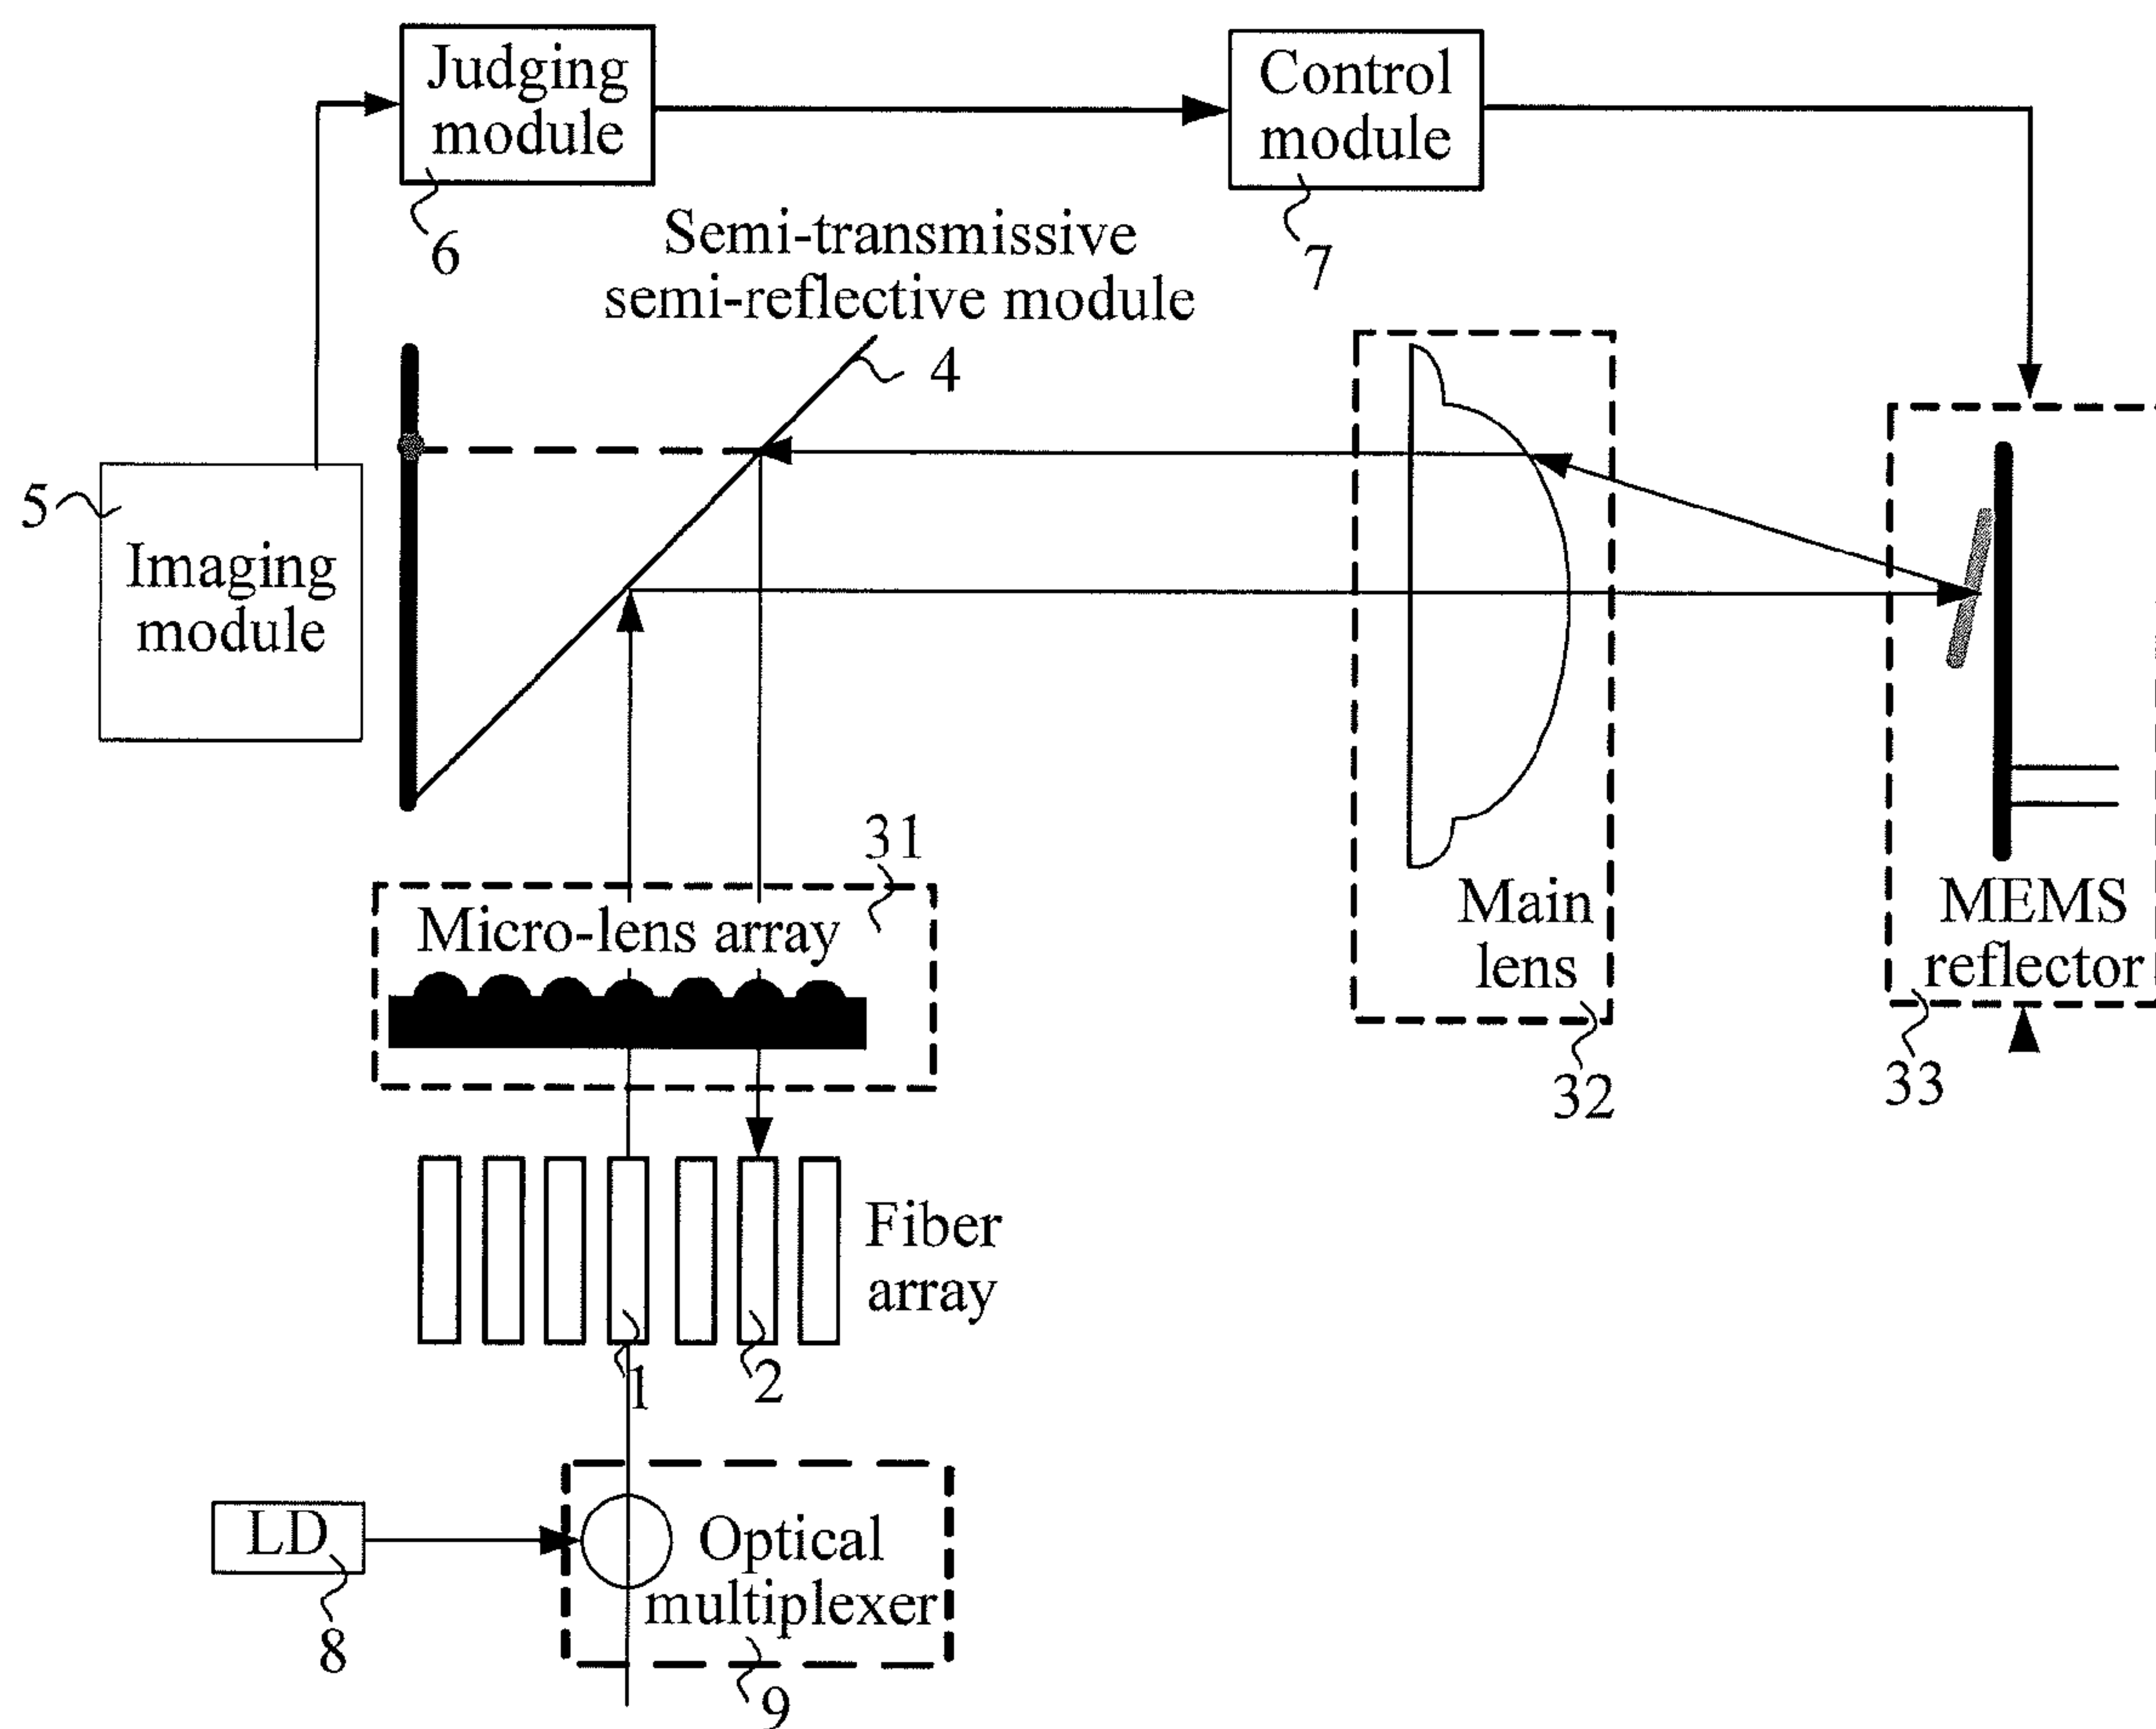 Judging
module
6
Control
module
7
Semi-transmissive
semi-reflective module
4
5
Imaging
module
31
Micro-lens array
Main
lens
32
MEMS
reflector
33
Fiber
array
1
2
LD
8
Optical
multiplexer
9